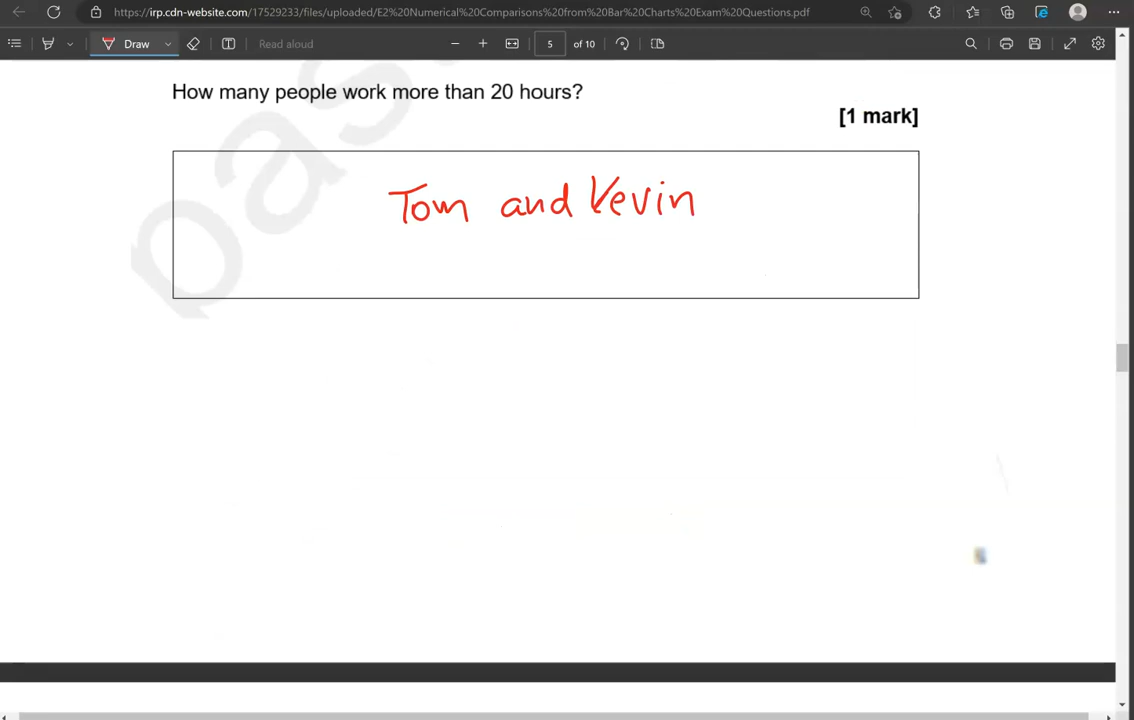 https://irp.cdn-website.com/17529233/files/uploaded/E2%20Numerical%20Comparisons%20from%20Bar%20Charts%20Exam%20Questions.pdf
Draw
Read aloud
5
of 10
How many people work more than 20 hours?
[1 mark]
Tom and Kevin
pas